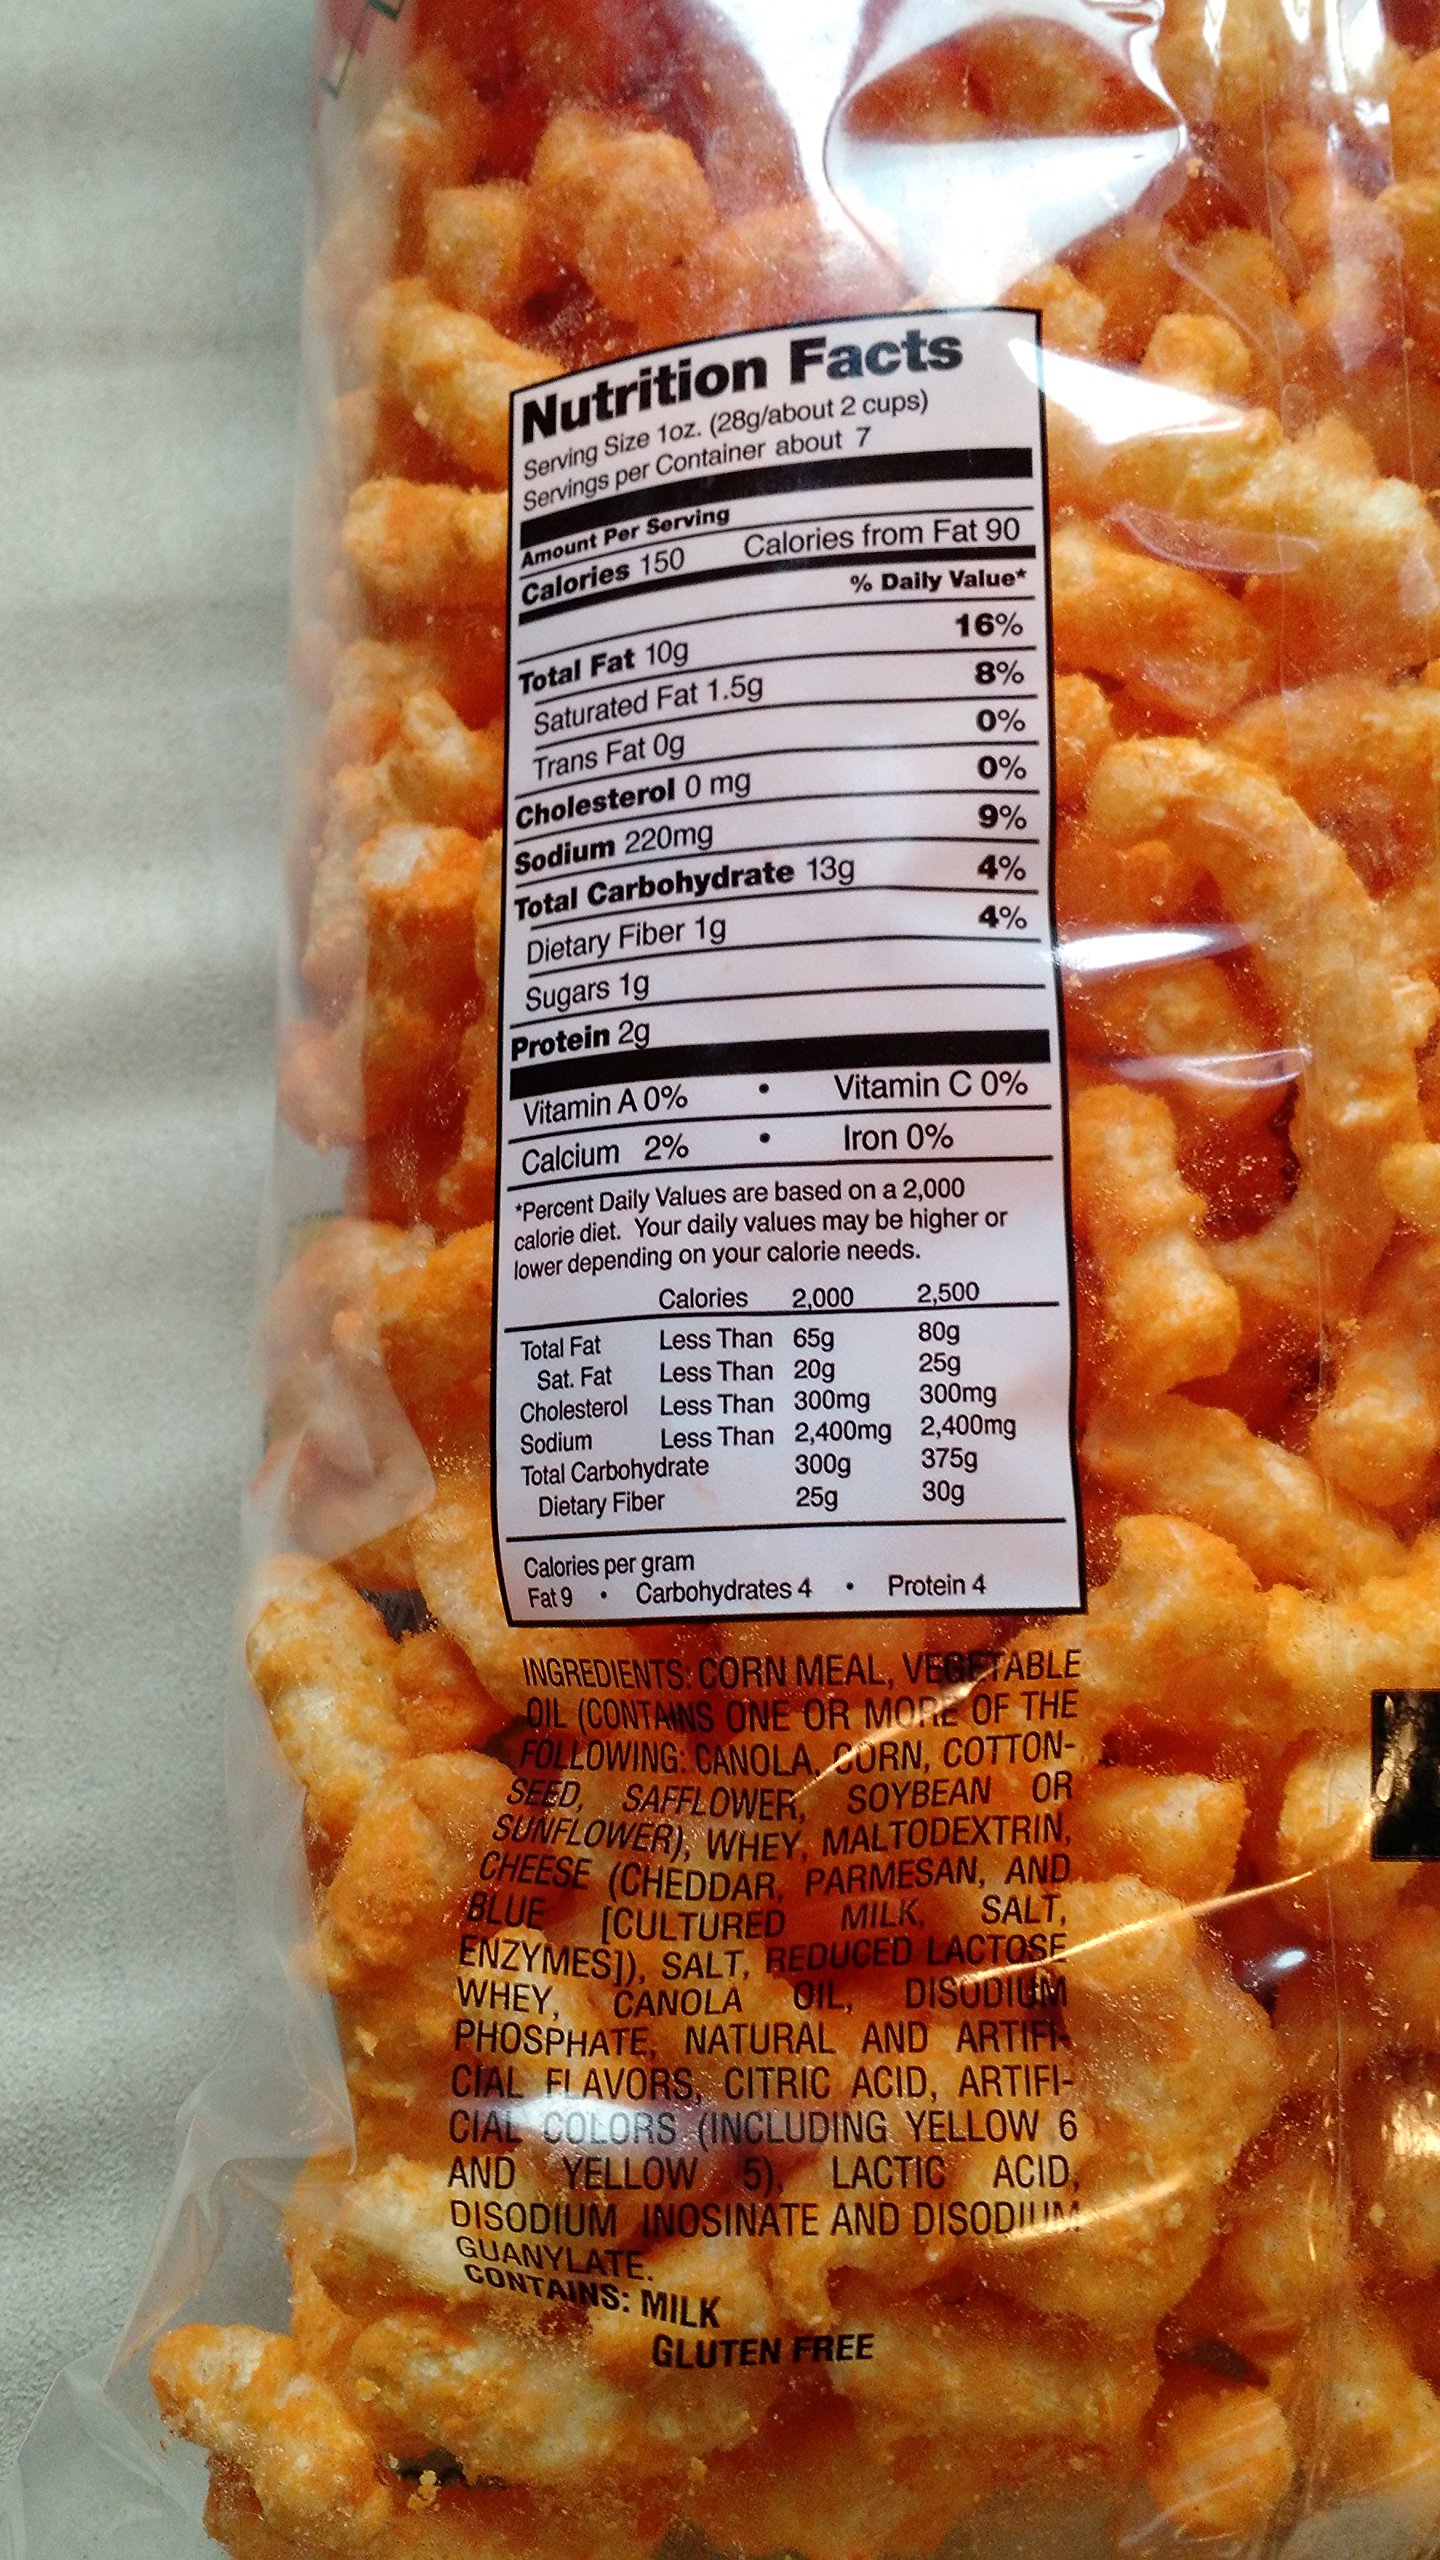 Nutrition Facts
Serving Size 1oz. (28g/about 2 cups)
Servings per Container about 7
Amount Per Serving
Calories 150 Calories from Fat 90
% Daily Value*
Total Fat 10g 16%
Saturated Fat 1.5g 8%
Trans Fat 0g 0%
Cholesterol 0 mg 0%
Sodium 220mg 9%
Total Carbohydrate 13g 4%
Dietary Fiber 1g 4%
Sugars 1g
Protein 2g
Vitamin A 0% • Vitamin C 0%
Calcium 2% • Iron 0%
*Percent Daily Values are based on a 2,000
calorie diet. Your daily values may be higher or
lower depending on your calorie needs.
Calories 2,000 2,500
Total Fat Less Than 65g 80g
Sat. Fat Less Than 20g 25g
Cholesterol Less Than 300mg 300mg
Sodium Less Than 2,400mg 2,400mg
Total Carbohydrate 300g 375g
Dietary Fiber 25g 30g
Calories per gram
Fat 9 • Carbohydrates 4 • Protein 4
INGREDIENTS: CORN MEAL, VEGETABLE
OIL (CONTAINS ONE OR MORE OF THE
FOLLOWING: CANOLA, CORN, COTTON-
SEED, SAFFLOWER, SOYBEAN OR
SUNFLOWER), WHEY, MALTODEXTRIN,
CHEESE (CHEDDAR, PARMESAN, AND
BLUE [CULTURED MILK, SALT,
ENZYMES]), SALT, REDUCED LACTOSE
WHEY, CANOLA OIL, DISODIUM
PHOSPHATE, NATURAL AND ARTIFI-
CIAL FLAVORS, CITRIC ACID, ARTIFI-
CIAL COLORS (INCLUDING YELLOW 6
AND YELLOW 5), LACTIC ACID,
DISODIUM INOSINATE AND DISODIUM
GUANYLATE.
CONTAINS: MILK
GLUTEN FREE